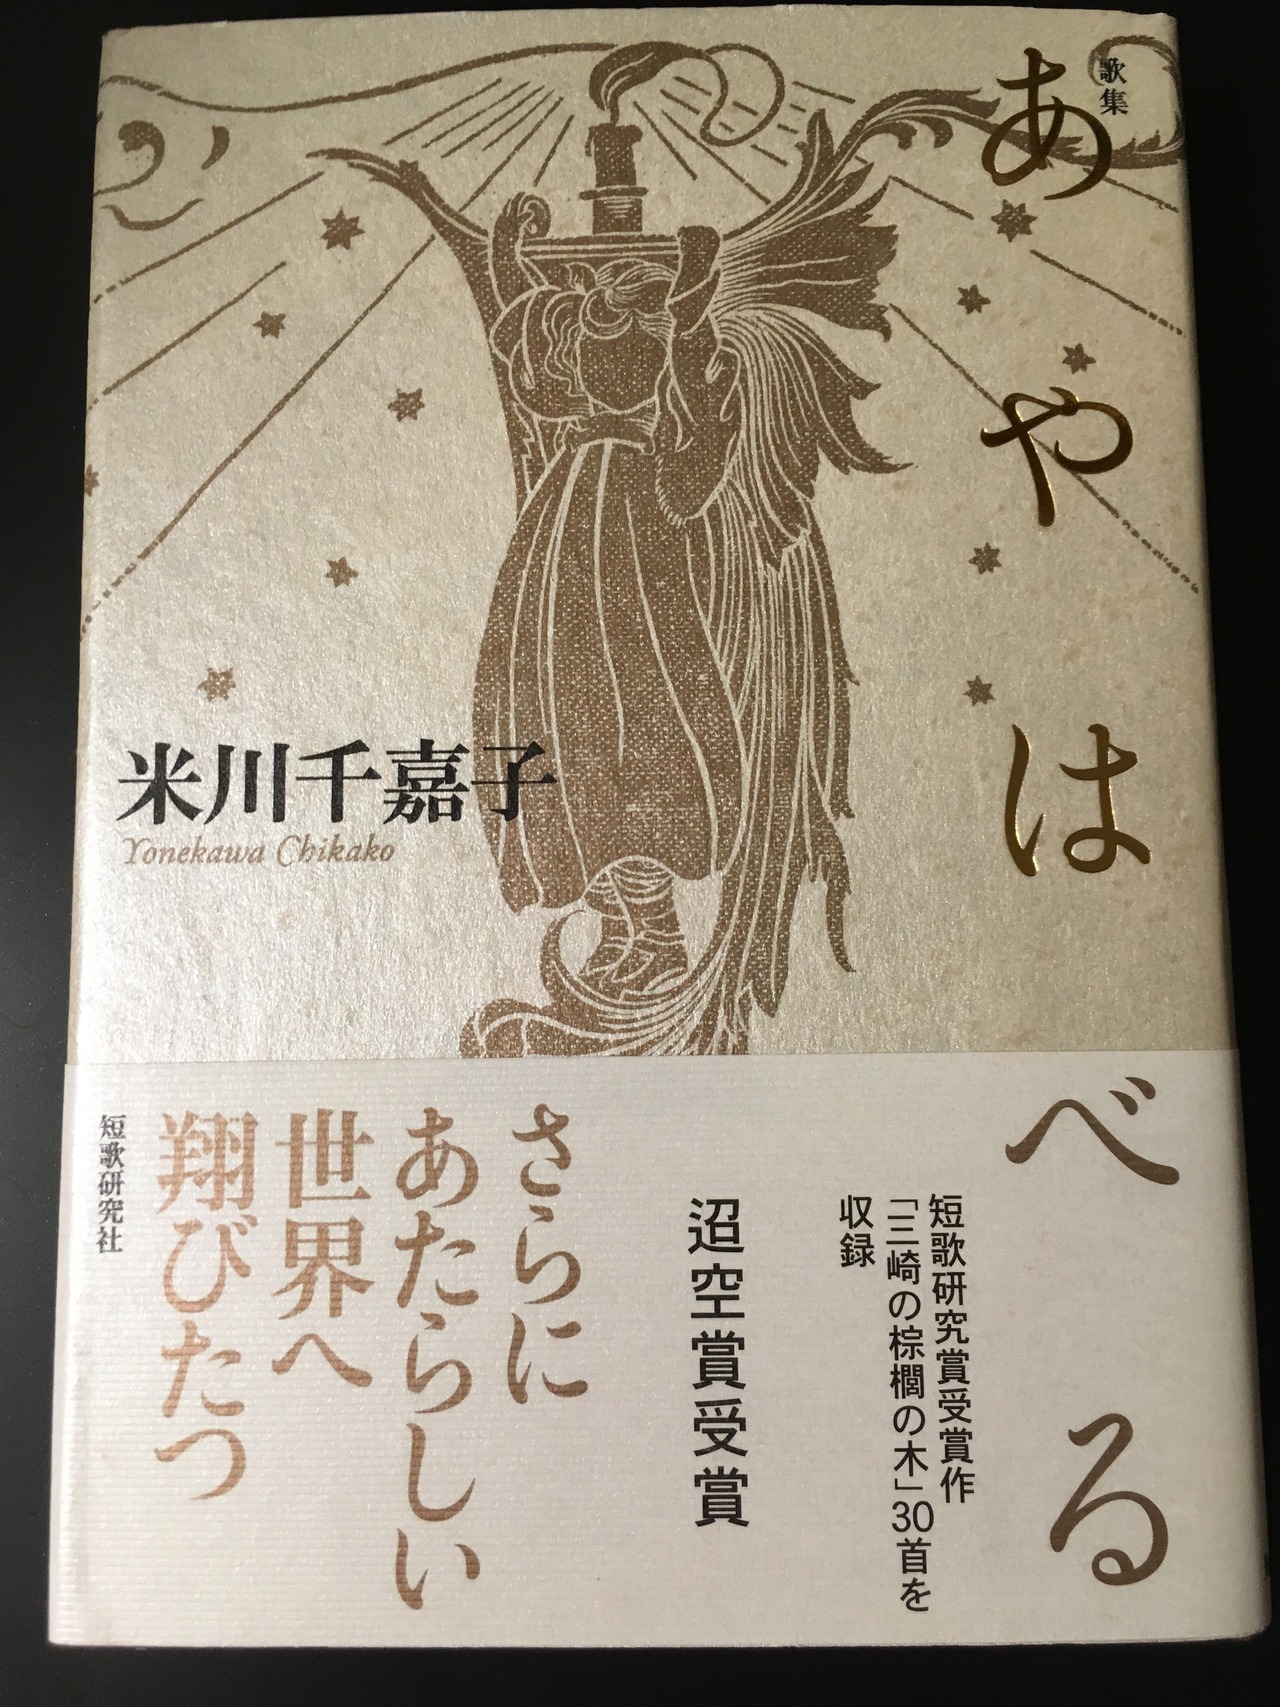 歌集
あやはべる
米川千嘉子
Yonekawa Chikako
短歌研究賞受賞作
「三崎の棕櫚の木」30首を
収録
迢空賞受賞
さらに
あたらしい
世界へ
翔びたつ
短歌研究社